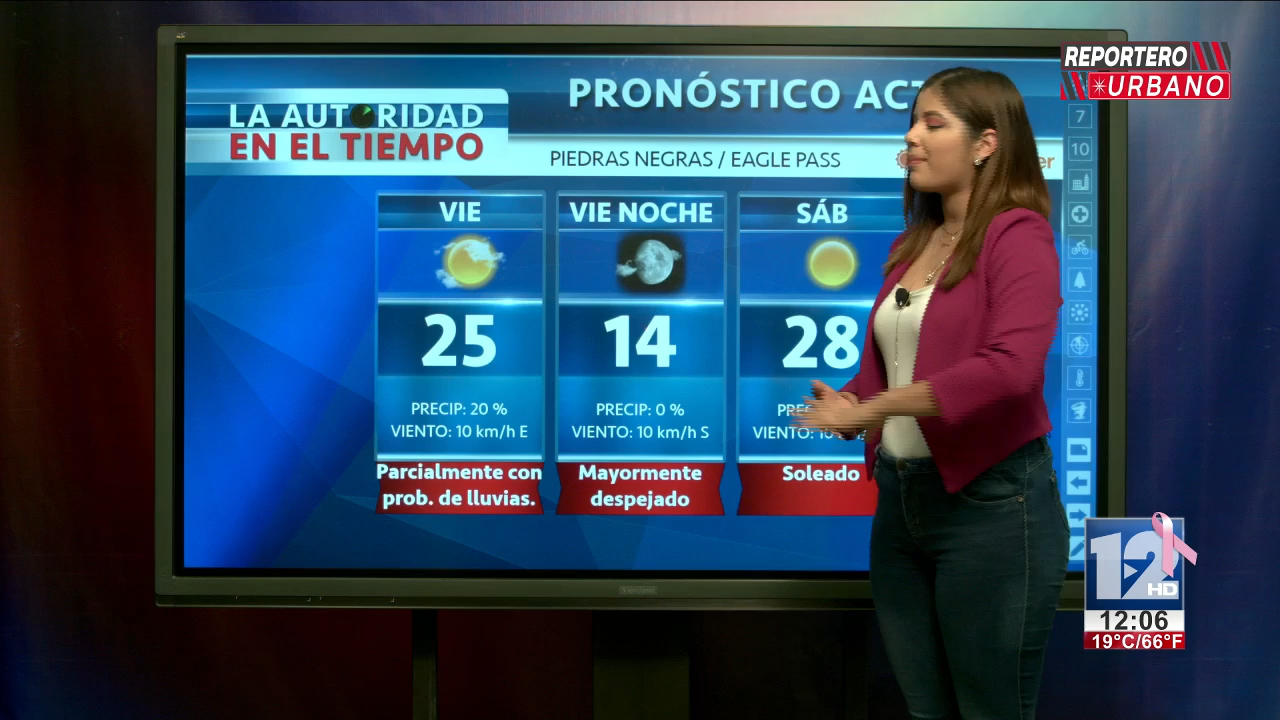 REPORTERO
URBANO
LA AUTORIDAD
EN EL TIEMPO
PRONÓSTICO
PIEDRAS NEGRAS / EAGLE PASS
7
10
VIE
25
PRECIP: 20 %
VIENTO: 10 km/h E
Parcialmente con
prob. de lluvias.
VIE NOCHE
14
PRECIP: 0 %
VIENTO: 10 km/h S
Mayormente
despejado
SÁB
28
VIENTO: 10
Soleado
12
HD
12:06
19°C/66°F